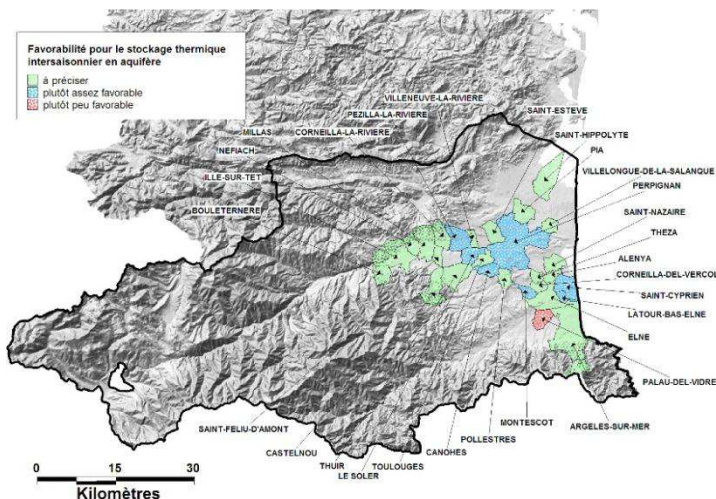 Favorabilité pour le stockage thermique
intersaisonnier en aquifère
à préciser
plutôt assez favorable
plutôt peu favorable
VILLENEUVE-LA-RIVIERE
PEZILLA-LA-RIVIERE
SAINT-ESTEVE
MILLAS
CORNEILLA-LA-RIVIERE
SAINT-HIPPOLYTE
PIA
NEFIACH
VILLELONGUE-DE-LA-SALANQUE
ILLE-SUR-TET
PERPIGNAN
BOULETERNERE
SAINT-NAZAIRE
THEZA
ALENYA
CORNEILLA-DEL-VERCOL
SAINT-CYPRIEN
LATOUR-BAS-ELNE
ELNE
PALAU-DEL-VIDRE
MONTESCOT
ARGELES-SUR-MER
SAINT-FELIU-D'AMONT
POLLESTRES
CASTELNOU
CANOHES
THUIR
TOULOUGES
LE SOLER
0 15 30
Kilomètres